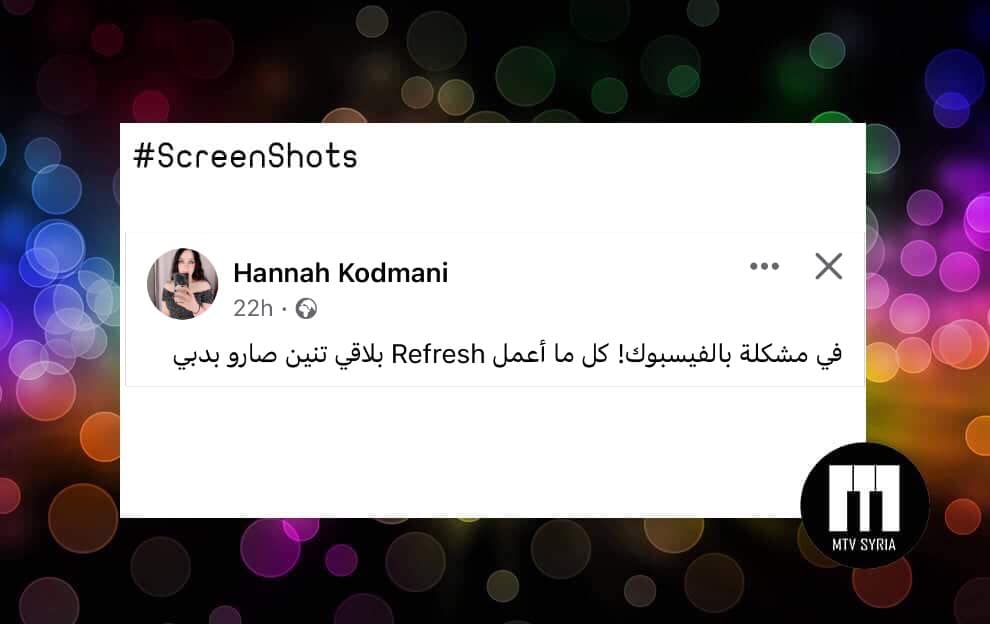 #ScreenShots
Hannah Kodmani
22h ·
في مشكلة بالفيسبوك! كل ما أعمل Refresh بلاقي تنين صارو بدبي
MTV SYRIA